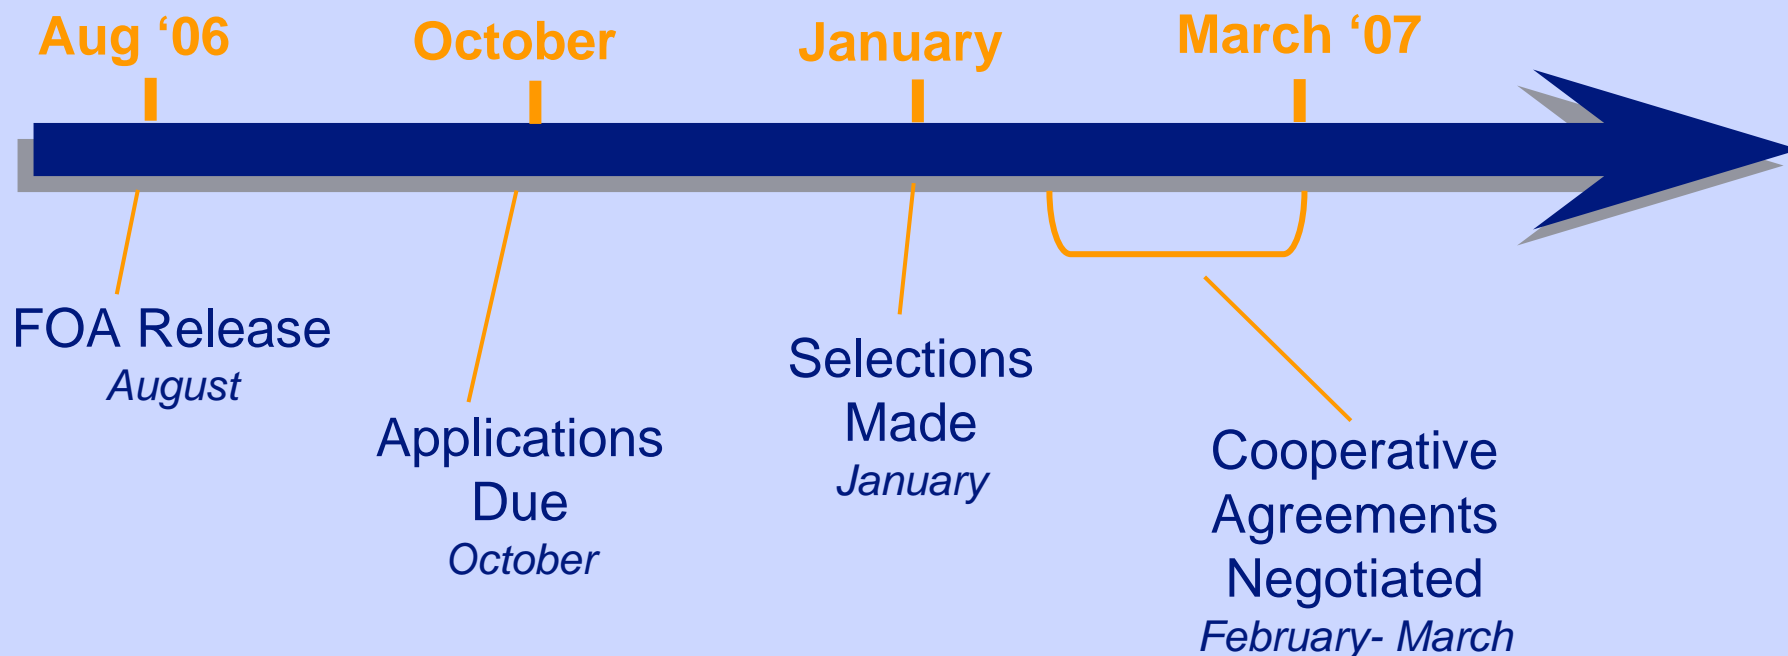 Aug ‘06
October
January
March ‘07
FOA Release
August
Applications
Due
October
Selections
Made
January
Cooperative
Agreements
Negotiated
February- March